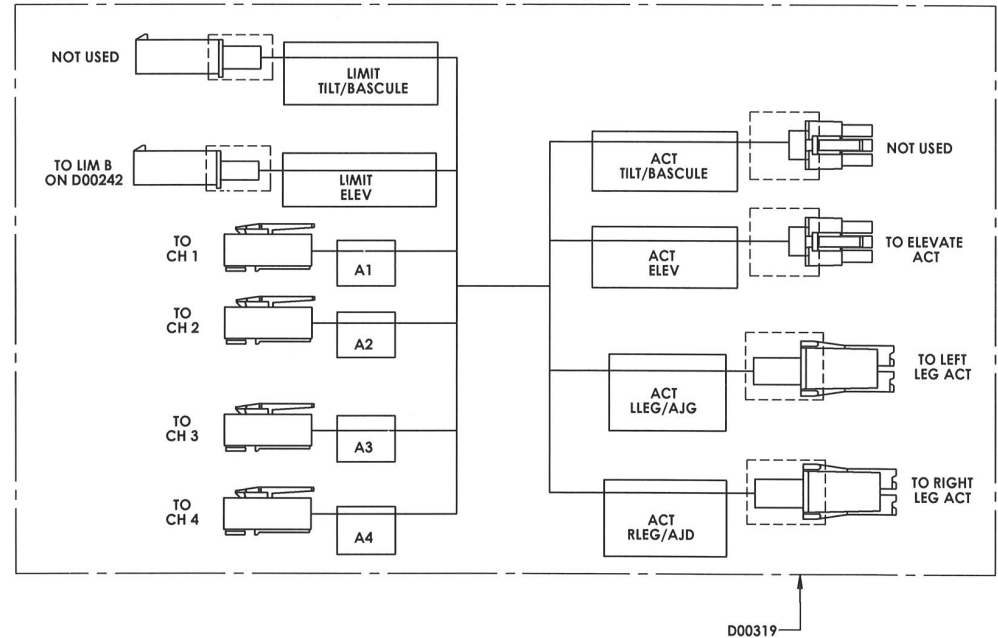 NOT USED
LIMIT
TILT/BASCULE
TO LIM B
ON D00242
LIMIT
ELEV
TO
CH 1
A1
TO
CH 2
A2
TO
CH 3
A3
TO
CH 4
A4
ACT
TILT/BASCULE
NOT USED
ACT
ELEV
TO ELEVATE
ACT
ACT
LLEG/AJG
TO LEFT
LEG ACT
ACT
RLEG/AJD
TO RIGHT
LEG ACT
D00319